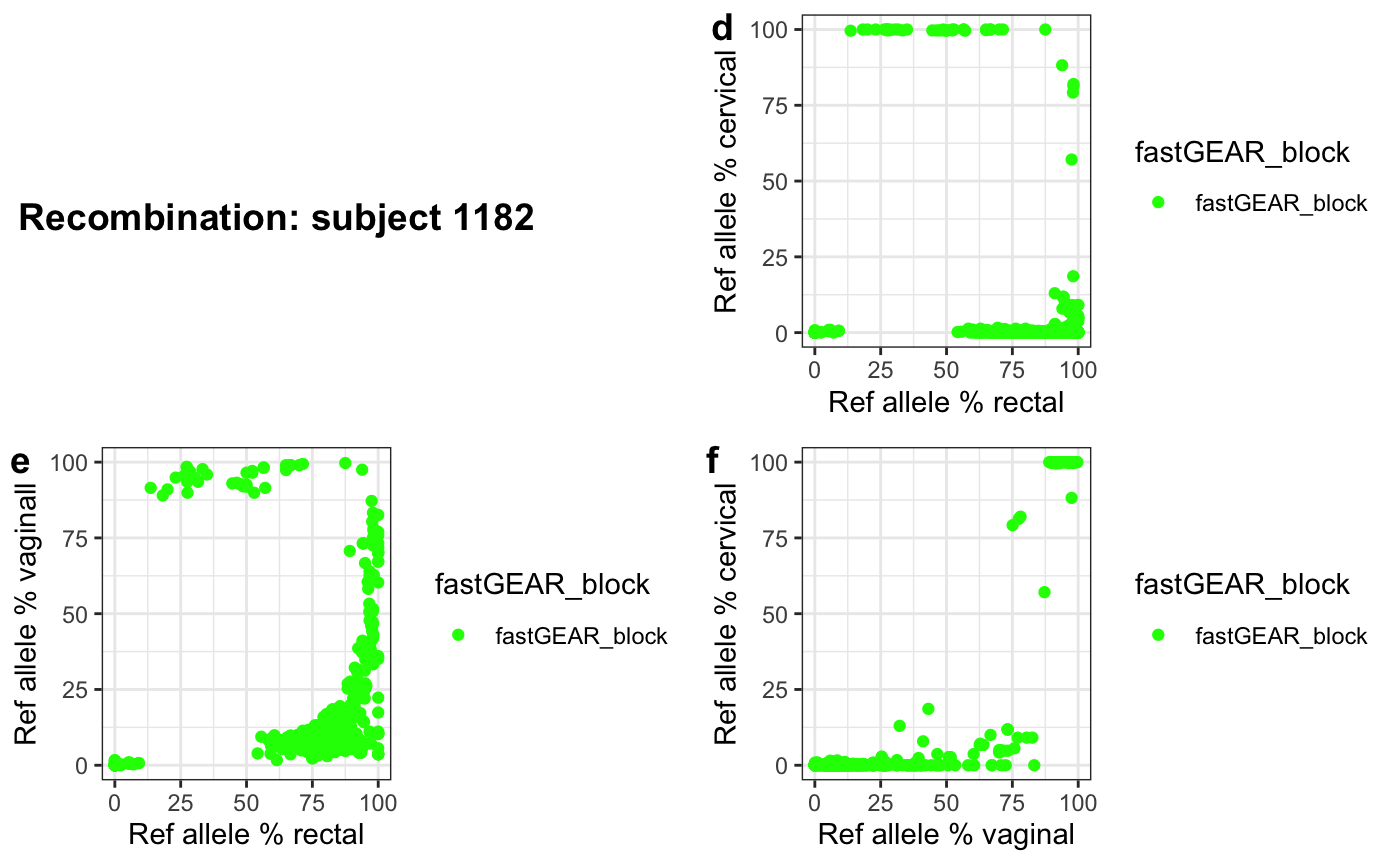 Recombination: subject 1182
d
100
75
50
25
0
Ref allele % cervical
0 25 50 75 100
Ref allele % rectal
fastGEAR_block
fastGEAR_block
e
100
75
50
25
0
Ref allele % vaginall
0 25 50 75 100
Ref allele % rectal
fastGEAR_block
fastGEAR_block
f
100
75
50
25
0
Ref allele % cervical
0 25 50 75 100
Ref allele % vaginal
fastGEAR_block
fastGEAR_block